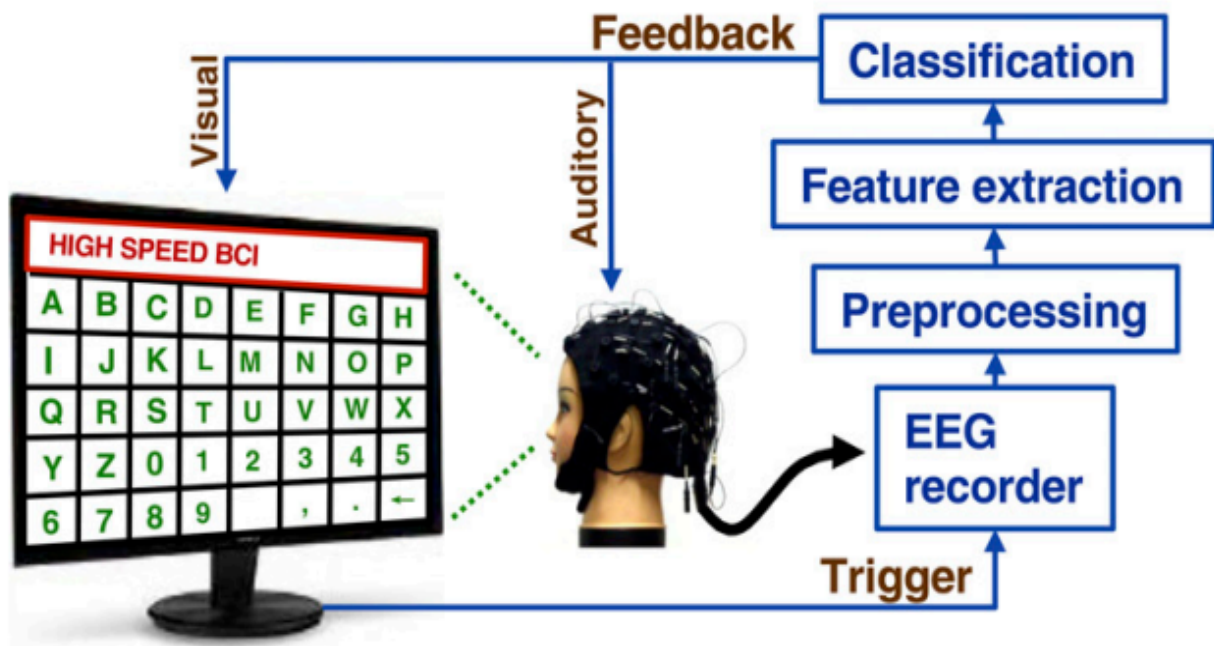 Feedback
Classification
Visual
Auditory
Feature extraction
HIGH SPEED BCI
A B C D E F G H
Preprocessing
I J K L M N O P
Q R S T U V W X
EEG
recorder
Y Z 0 1 2 3 4 5
6 7 8 9 , . ←
Trigger